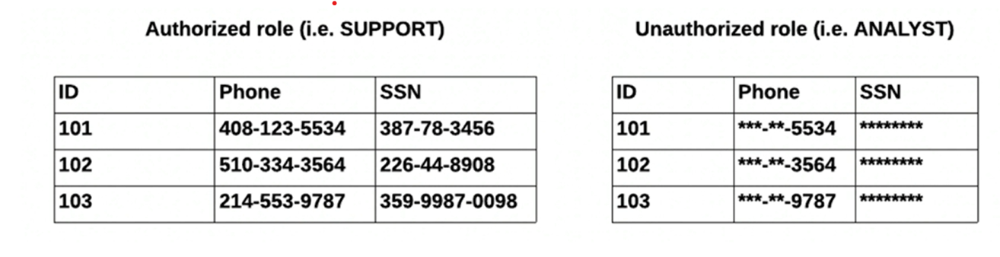 Authorized role (i.e. SUPPORT)
ID Phone SSN
101 408-123-5534 387-78-3456
102 510-334-3564 226-44-8908
103 214-553-9787 359-9987-0098
Unauthorized role (i.e. ANALYST)
ID Phone SSN
101 ***-**-5534 ********
102 ***-**-3564 ********
103 ***-**-9787 ********